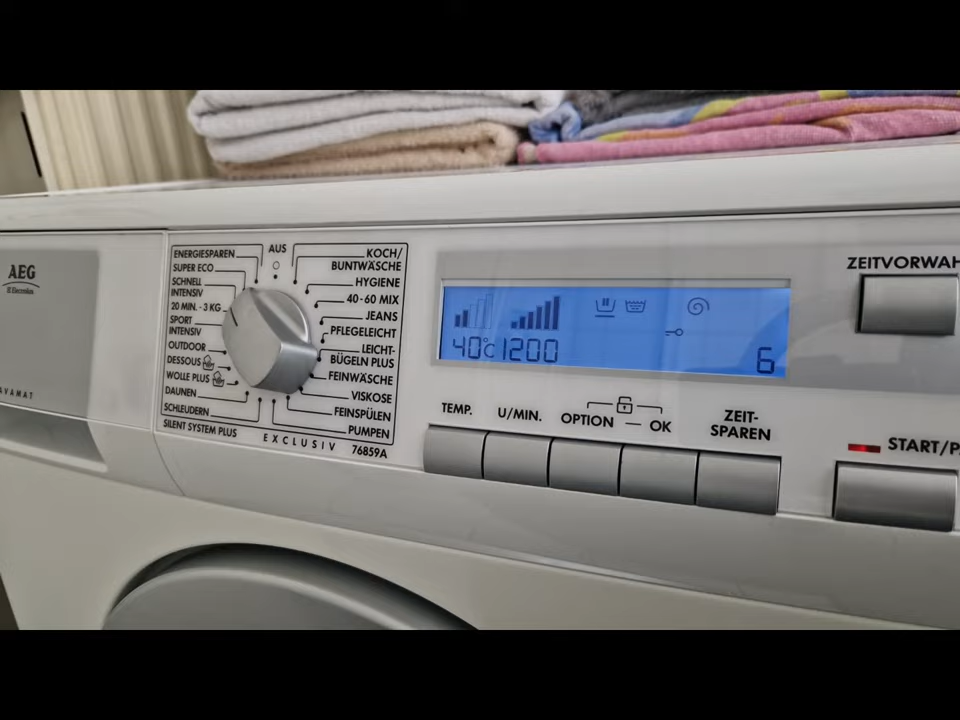 AEG
Electrolux
AVAMAT
AUS
ENERGIESPAREN
SUPER ECO
SCHNELL
INTENSIV
20 MIN. - 3 KG
SPORT
INTENSIV
OUTDOOR
DESSOUS
WOLLE PLUS
DAUNEN
SCHLEUDERN
SILENT SYSTEM PLUS
KOCH/
BUNTWÄSCHE
HYGIENE
40-60 MIX
JEANS
PFLEGELEICHT
LEICHT-
BÜGELN PLUS
FEINWÄSCHE
VISKOSE
FEINSPÜLEN
PUMPEN
EXCLUSIV 76859A
40°C 1200
6
TEMP.
U/MIN.
OPTION — OK
ZEIT-
SPAREN
ZEITVORWAH
START/P